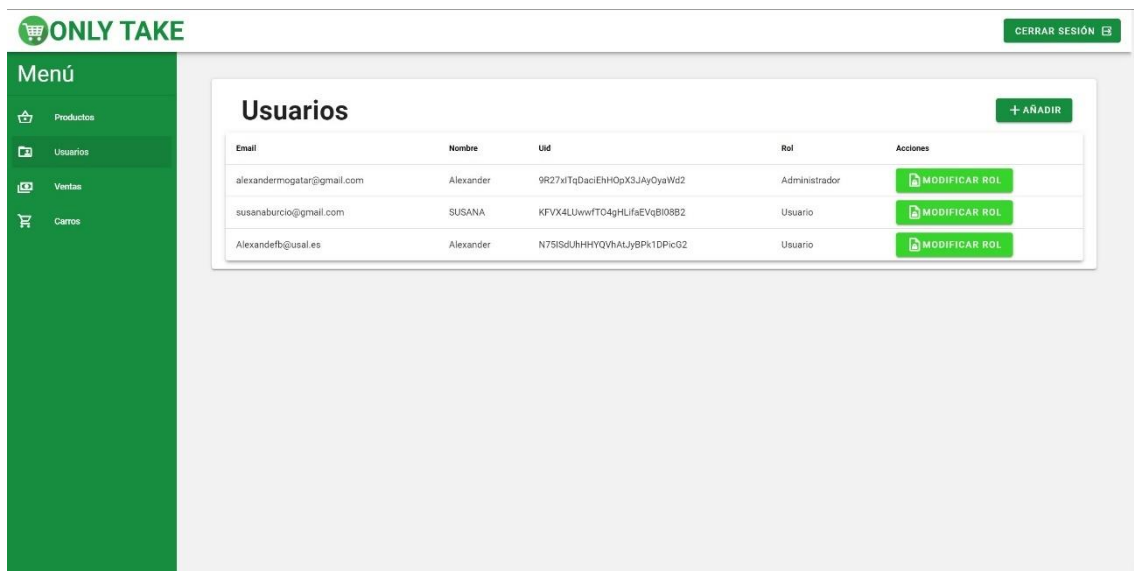 ONLY TAKE
CERRAR SESIÓN
Menú
Productos
Usuarios
Ventas
Carros
Usuarios
AÑADIR
Email Nombre Uid Rol Acciones
alexandermogatar@gmail.com Alexander 9R27xITqDaciEhHOpX3JAyOyaWd2 Administrador MODIFICAR ROL
susanaburcio@gmail.com SUSANA KFVX4LUwwfTO4gHLifaEVqBI08B2 Usuario MODIFICAR ROL
Alexandefb@usal.es Alexander N75ISdUhHHYQVhAtJyBPk1DPicG2 Usuario MODIFICAR ROL